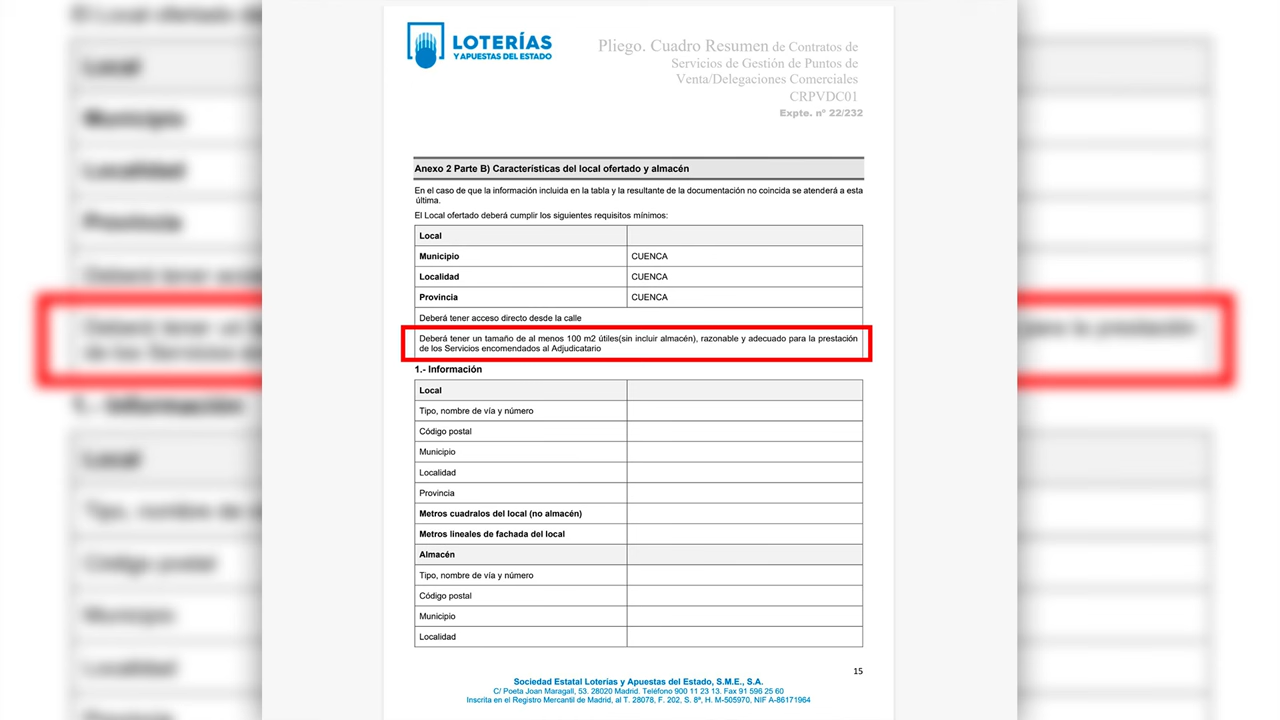 LOTERÍAS
Y APUESTAS DEL ESTADO
Pliego. Cuadro Resumen de Contratos de
Servicios de Gestión de Puntos de
Venta/Delegaciones Comerciales
CRPVDC01
Expte. nº 22/232
Anexo 2 Parte B) Características del local ofertado y almacén
En el caso de que la información incluida en la tabla y la resultante de la documentación no coincida se atenderá a esta
última.
El Local ofertado deberá cumplir los siguientes requisitos mínimos:
Local
Municipio CUENCA
Localidad CUENCA
Provincia CUENCA
Deberá tener acceso directo desde la calle
Deberá tener un tamaño de al menos 100 m2 útiles(sin incluir almacén), razonable y adecuado para la prestación
de los Servicios encomendados al Adjudicatario
1.- Información
Local
Tipo, nombre de vía y número
Código postal
Municipio
Localidad
Provincia
Metros cuadralos del local (no almacén)
Metros lineales de fachada del local
Almacén
Tipo, nombre de vía y número
Código postal
Municipio
Localidad
15
Sociedad Estatal Loterias y Apuestas del Estado, S.M.E., S.A.
C/ Poeta Joan Maragall, 53. 28020 Madrid. Teléfono 900 11 23 13. Fax 91 596 25 60
Inscrita en el Registro Mercantil de Madrid, al T. 28078, F. 202, S. 8ª, H. M-505970, NIF A-86171964